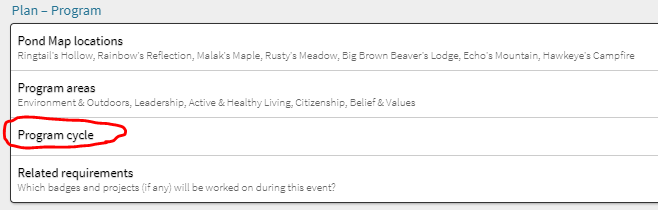 Plan – Program
Pond Map locations
Ringtail's Hollow, Rainbow's Reflection, Malak's Maple, Rusty's Meadow, Big Brown Beaver's Lodge, Echo's Mountain, Hawkeye's Campfire
Program areas
Environment & Outdoors, Leadership, Active & Healthy Living, Citizenship, Belief & Values
Program cycle
Related requirements
Which badges and projects (if any) will be worked on during this event?